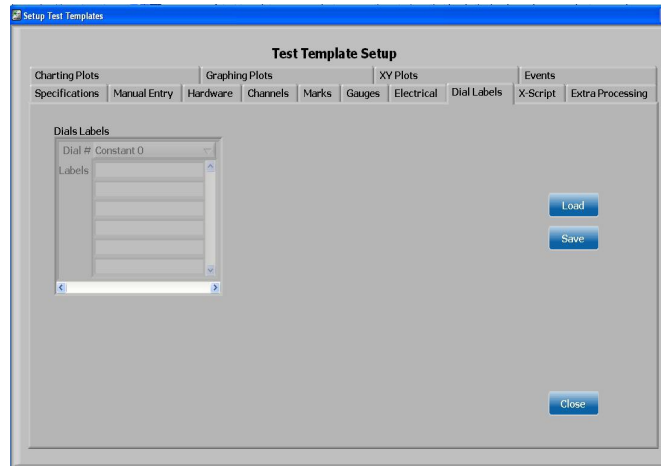 Setup Test Templates
Test Template Setup
Charting Plots Graphing Plots XY Plots Events
Specifications Manual Entry Hardware Channels Marks Gauges Electrical Dial Labels X-Script Extra Processing
Dials Labels
Dial # Constant 0
Labels
Load
Save
Close